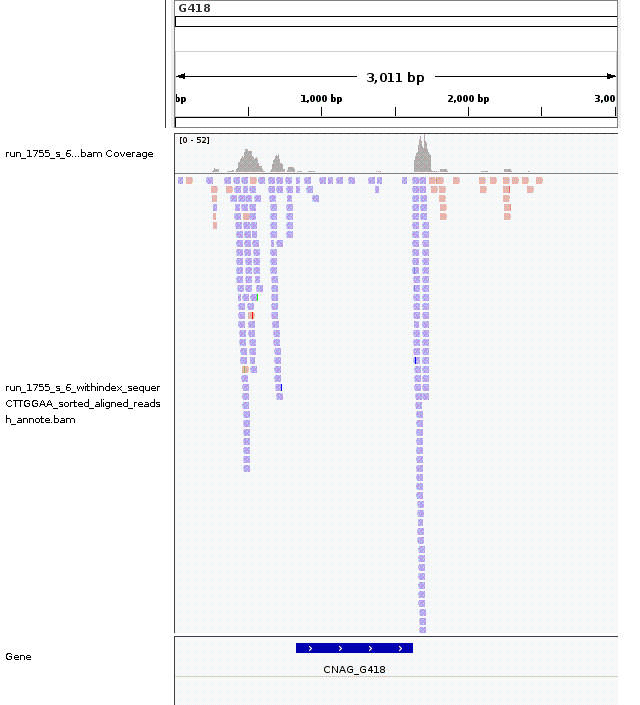 G418
3,011 bp
bp
1,000 bp
2,000 bp
3,00
[0 - 52]
run_1755_s_6...bam Coverage
run_1755_s_6_withindex_sequer
CTTGGAA_sorted_aligned_reads
h_annote.bam
Gene
CNAG_G418